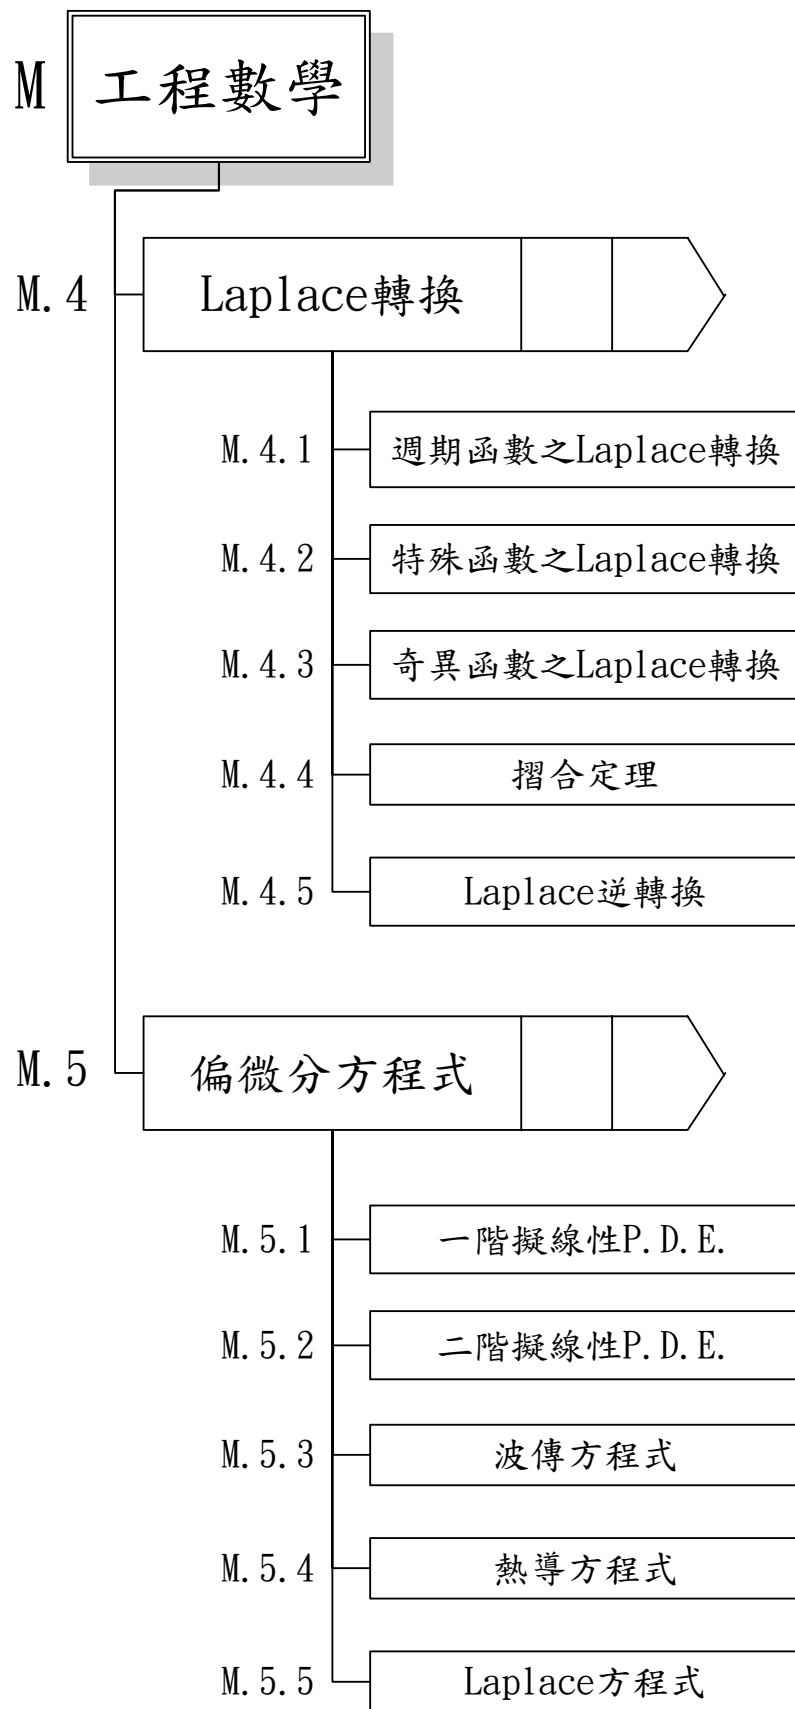 M 工程數學
M.4 Laplace轉換
M.4.1 週期函數之Laplace轉換
M.4.2 特殊函數之Laplace轉換
M.4.3 奇異函數之Laplace轉換
M.4.4 摺合定理
M.4.5 Laplace逆轉換
M.5 偏微分方程式
M.5.1 一階擬線性P.D.E.
M.5.2 二階擬線性P.D.E.
M.5.3 波傳方程式
M.5.4 熱導方程式
M.5.5 Laplace方程式